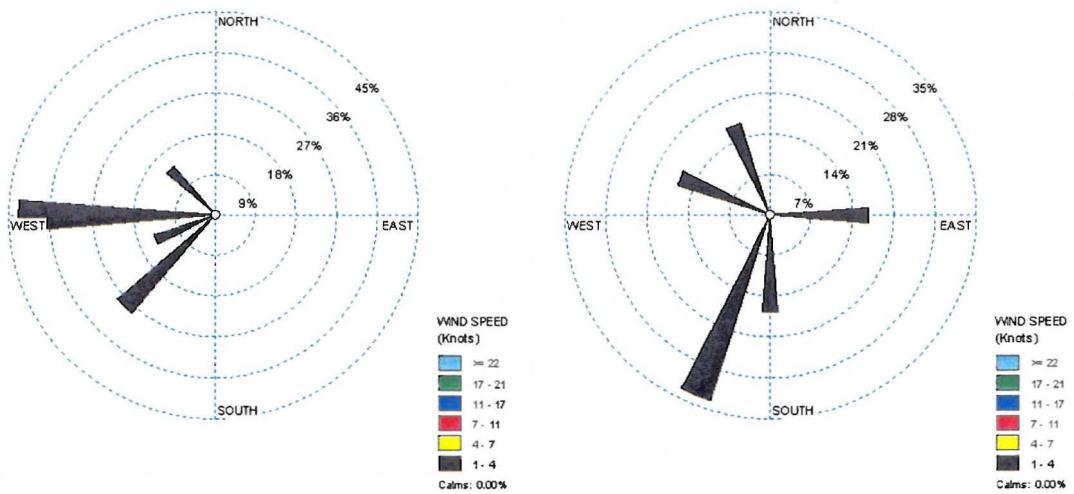 NORTH
45%
36%
27%
18%
9%
WEST
EAST
SOUTH
WIND SPEED
(Knots)
>= 22
17 - 21
11 - 17
7 - 11
4 - 7
1 - 4
Calms: 0.00%
NORTH
35%
28%
21%
14%
7%
WEST
EAST
SOUTH
WIND SPEED
(Knots)
>= 22
17 - 21
11 - 17
7 - 11
4 - 7
1 - 4
Calms: 0.00%